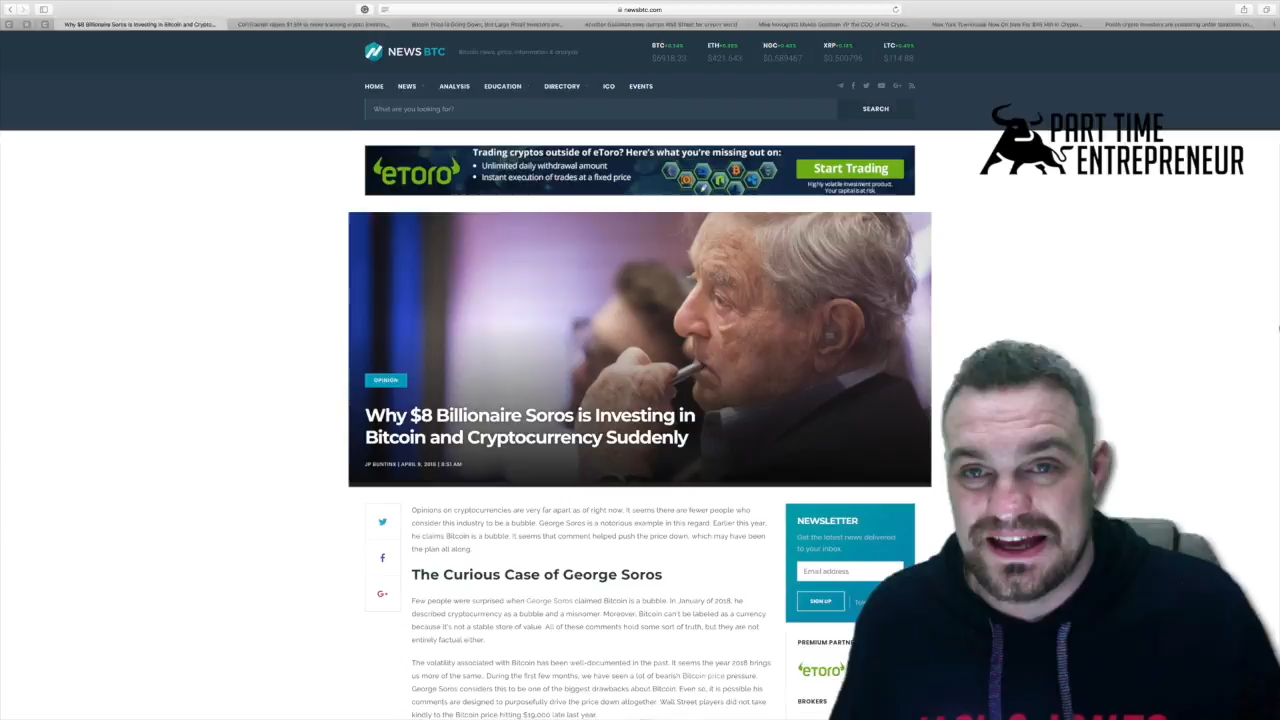 newsbtc.com
Why $8 Billionaire Soros is Investing in Bitcoin and Crypto...
NEWS BTC
Bitcoin news, price, information & analysis
BTC+0.34% ETH+0.85% NGC+0.40% XRP+0.18% LTC+0.40%
$6918.23 $421.64X $0.589467 $0.500796 $114.88
HOME NEWS ANALYSIS EDUCATION DIRECTORY ICO EVENTS
What are you looking for?
SEARCH
PART TIME
ENTREPRENEUR
eToro
Trading cryptos outside of eToro? Here's what you're missing out on:
Unlimited daily withdrawal amount
Instant execution of trades at a fixed price
Start Trading
Highly volatile investment product.
Your capital is at risk.
OPINION
Why $8 Billionaire Soros is Investing in
Bitcoin and Cryptocurrency Suddenly
JP BUNTINX | APRIL 9, 2018 | 8:51 AM
Opinions on cryptocurrencies are very far apart as of right now. It seems there are fewer people who
consider this industry to be a bubble. George Soros is a notorious example in this regard. Earlier this year,
he claims Bitcoin is a bubble. It seems that comment helped push the price down, which may have been
the plan all along.
The Curious Case of George Soros
Few people were surprised when George Soros claimed Bitcoin is a bubble. In January of 2018, he
described cryptocurrency as a bubble and a misnomer. Moreover, Bitcoin can't be labeled as a currency
because it's not a stable store of value. All of these comments hold some sort of truth, but they are not
entirely factual either.
The volatility associated with Bitcoin has been well-documented in the past. It seems the year 2018 brings
us more of the same.. During the first few months, we have seen a lot of bearish Bitcoin price pressure.
George Soros considers this to be one of the biggest drawbacks about Bitcoin. Even so, it is possible his
comments are designed to purposefully drive the price down altogether. Wall Street players did not take
kindly to the Bitcoin price hitting $19,000 late last year.
NEWSLETTER
Get the latest news delivered
to your inbox.
Email address
SIGN UP
PREMIUM PARTN
eToro
BROKERS